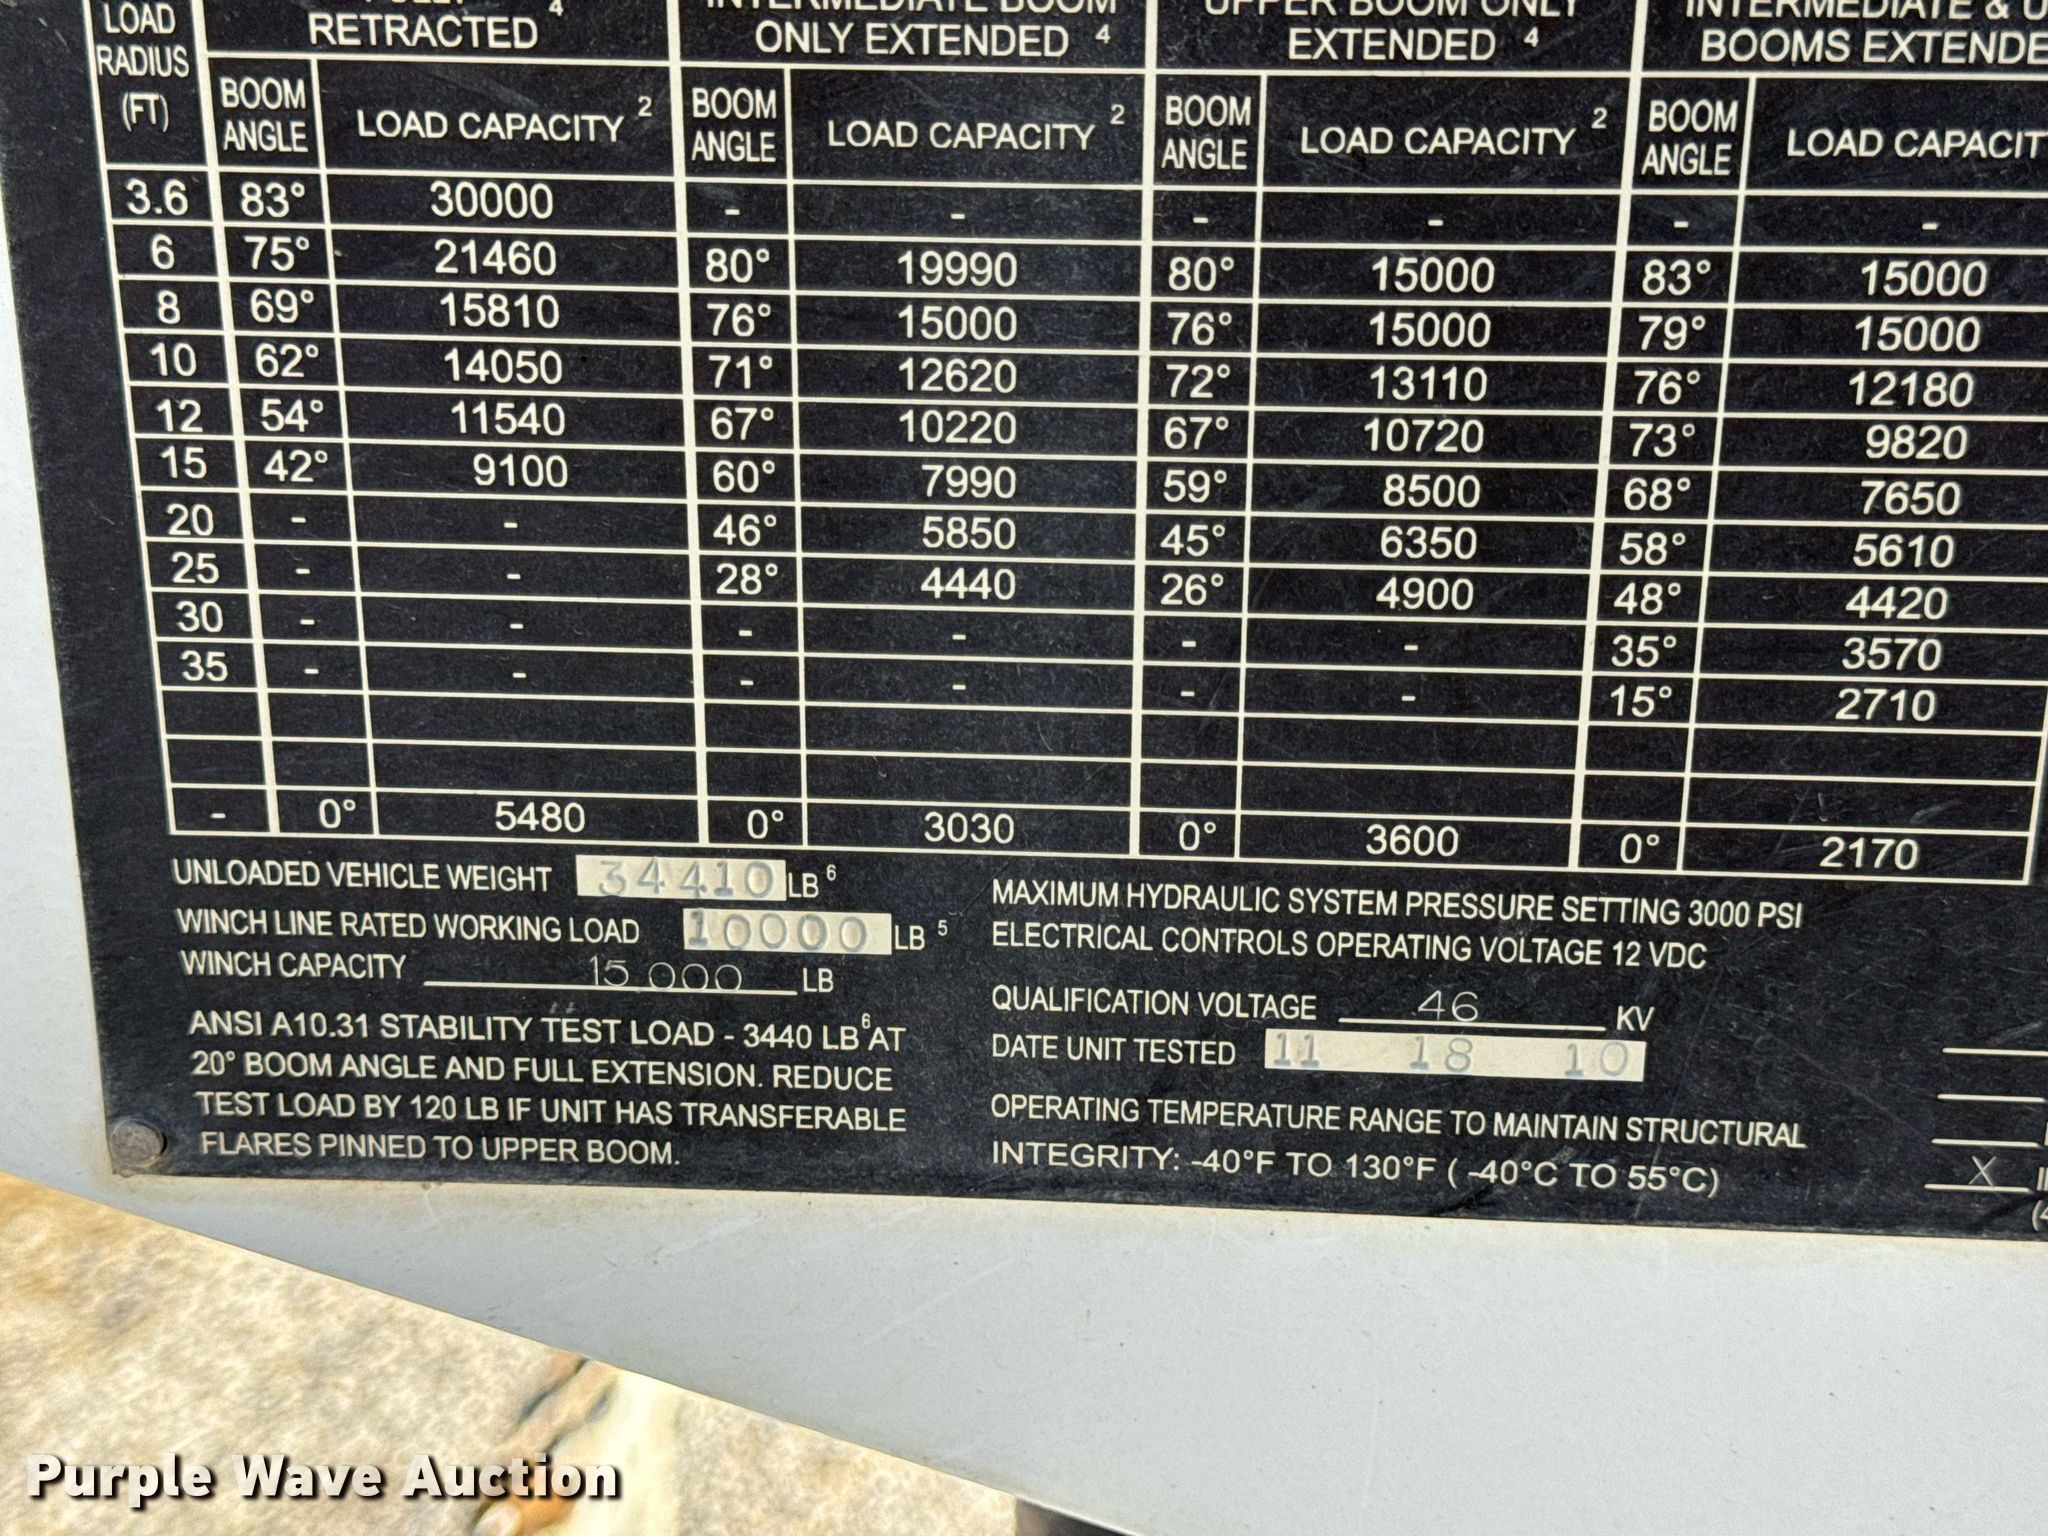 LOAD RADIUS (FT) RETRACTED 4 INTERMEDIATE BOOM ONLY EXTENDED 4 UPPER BOOM ONLY EXTENDED 4 INTERMEDIATE & BOOMS
BOOM ANGLE LOAD CAPACITY 2 BOOM ANGLE LOAD CAPACITY 2 BOOM ANGLE LOAD CAPACITY 2 BOOM ANGLE LOAD
3.6 83° 30000 - - - - - -
6 75° 21460 80° 19990 80° 15000 83° 15000
8 69° 15810 76° 15000 76° 15000 79° 15000
10 62° 14050 71° 12620 72° 13110 76° 12180
12 54° 11540 67° 10220 67° 10720 73° 9820
15 42° 9100 60° 7990 59° 8500 68° 7650
20 - - 46° 5850 45° 6350 58° 5610
25 - - 28° 4440 26° 4900 48° 4420
30 - - - - - - 35° 3570
35 - - - - - - 15° 2710
- 0° 5480 0° 3030 0° 3600 0° 2170
UNLOADED VEHICLE WEIGHT 34410 LB 6
WINCH LINE RATED WORKING LOAD 10000 LB 5
WINCH CAPACITY 15,000 LB
ANSI A10.31 STABILITY TEST LOAD - 3440 LB 6 AT
20° BOOM ANGLE AND FULL EXTENSION. REDUCE
TEST LOAD BY 120 LB IF UNIT HAS TRANSFERABLE
FLARES PINNED TO UPPER BOOM.
MAXIMUM HYDRAULIC SYSTEM PRESSURE SETTING 3000 PSI
ELECTRICAL CONTROLS OPERATING VOLTAGE 12 VDC
QUALIFICATION VOLTAGE 46 KV
DATE UNIT TESTED 11 18 10
OPERATING TEMPERATURE RANGE TO MAINTAIN STRUCTURAL
INTEGRITY: -40°F TO 130°F ( -40°C TO 55°C)
X
Purple Wave Auction